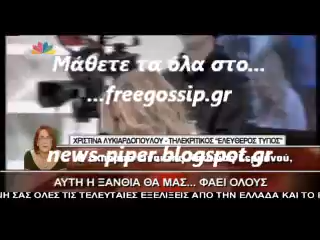 Μάθετε τα όλα στο...
...freegossip.gr
ΧΡΙΣΤΙΝΑ ΛΥΚΙΑΡΔΟΠΟΥΛΟΥ - ΤΗΛΕΚΡΙΤΙΚΟΣ "ΕΛΕΥΘΕΡΟΣ ΤΥΠΟΣ"
news-piper.blogspot.gr
ΑΥΤΗ Η ΞΑΝΘΙΑ ΘΑ ΜΑΣ... ΦΑΕΙ ΟΛΟΥΣ
ΣΑΣ ΟΛΕΣ ΤΙΣ ΤΕΛΕΥΤΑΙΕΣ ΕΞΕΛΙΞΕΙΣ ΑΠΟ ΤΗΝ ΕΛΛΑΔΑ ΚΑΙ ΤΟ